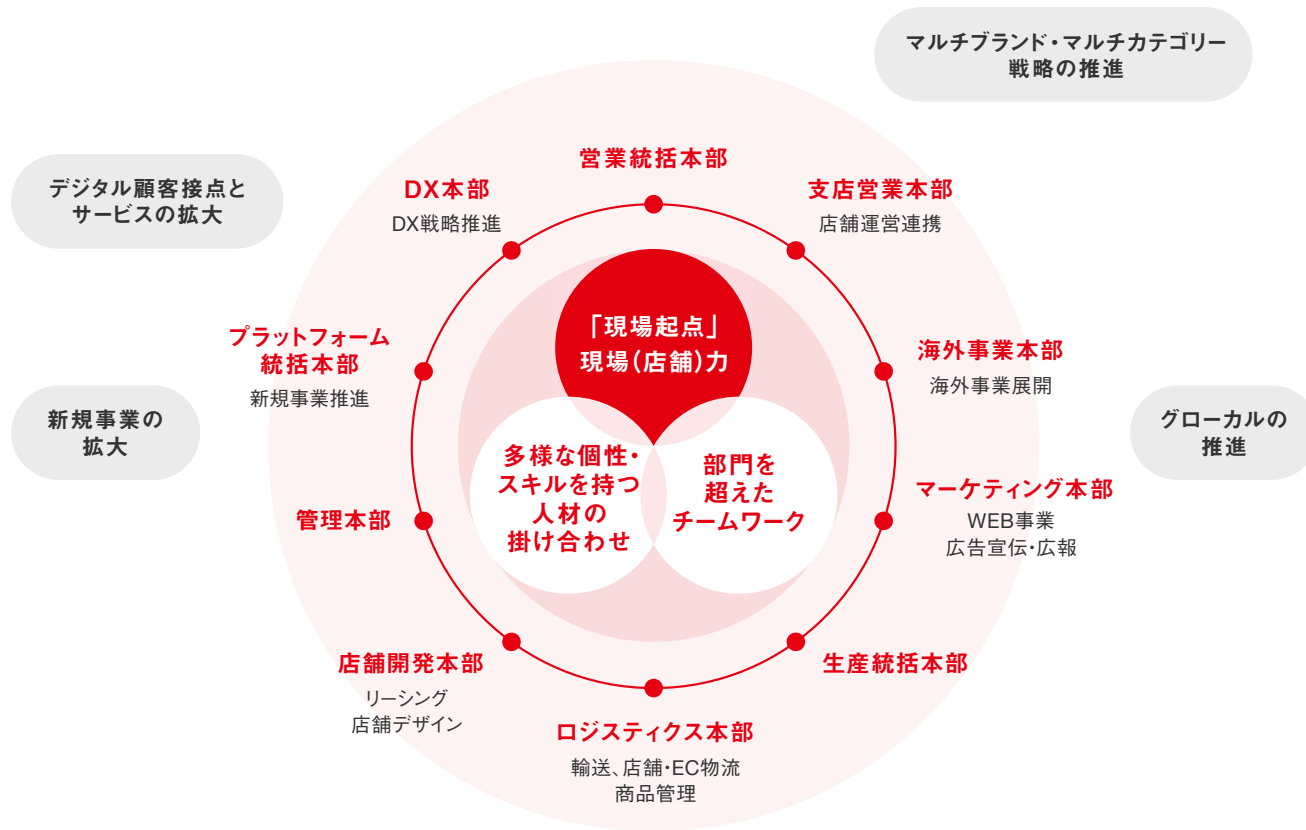 マルチブランド・マルチカテゴリー
戦略の推進
デジタル顧客接点と
サービスの拡大
新規事業の
拡大
グローカルの
推進
営業統括本部
支店営業本部
店舗運営連携
海外事業本部
海外事業展開
マーケティング本部
WEB事業
広告宣伝・広報
生産統括本部
ロジスティクス本部
輸送、店舗・EC物流
商品管理
店舗開発本部
リーシング
店舗デザイン
管理本部
プラットフォーム
統括本部
新規事業推進
DX本部
DX戦略推進
「現場起点」
現場(店舗)力
多様な個性・
スキルを持つ
人材の
掛け合わせ
部門を
超えた
チームワーク